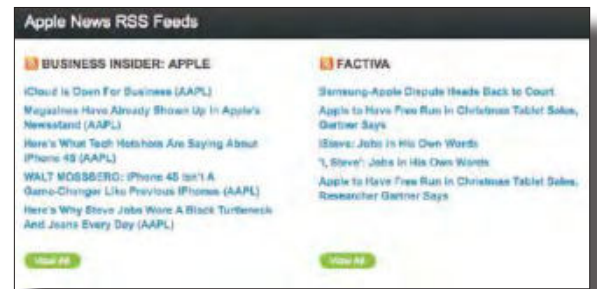 Apple News RSS Feeds
BUSINESS INSIDER: APPLE
iCloud Is Open For Business (AAPL)
Magazines Have Already Shown Up In Apple's
Newsstand (AAPL)
Here's What Tech Hotshots Are Saying About
iPhone 4S (AAPL)
WALT MOSSBERG: iPhone 4S Isn't A
Game-Changer Like Previous iPhones (AAPL)
Here's Why Steve Jobs Wore A Black Turtleneck
And Jeans Every Day (AAPL)
View All
FACTIVA
Samsung-Apple Dispute Heads Back to Court
Apple to Have Free Run in Christmas Tablet Sales,
Gartner Says
iSteve: Jobs in His Own Words
'I, Steve': Jobs in His Own Words
Apple to Have Free Run in Christmas Tablet Sales,
Researcher Gartner Says
View All